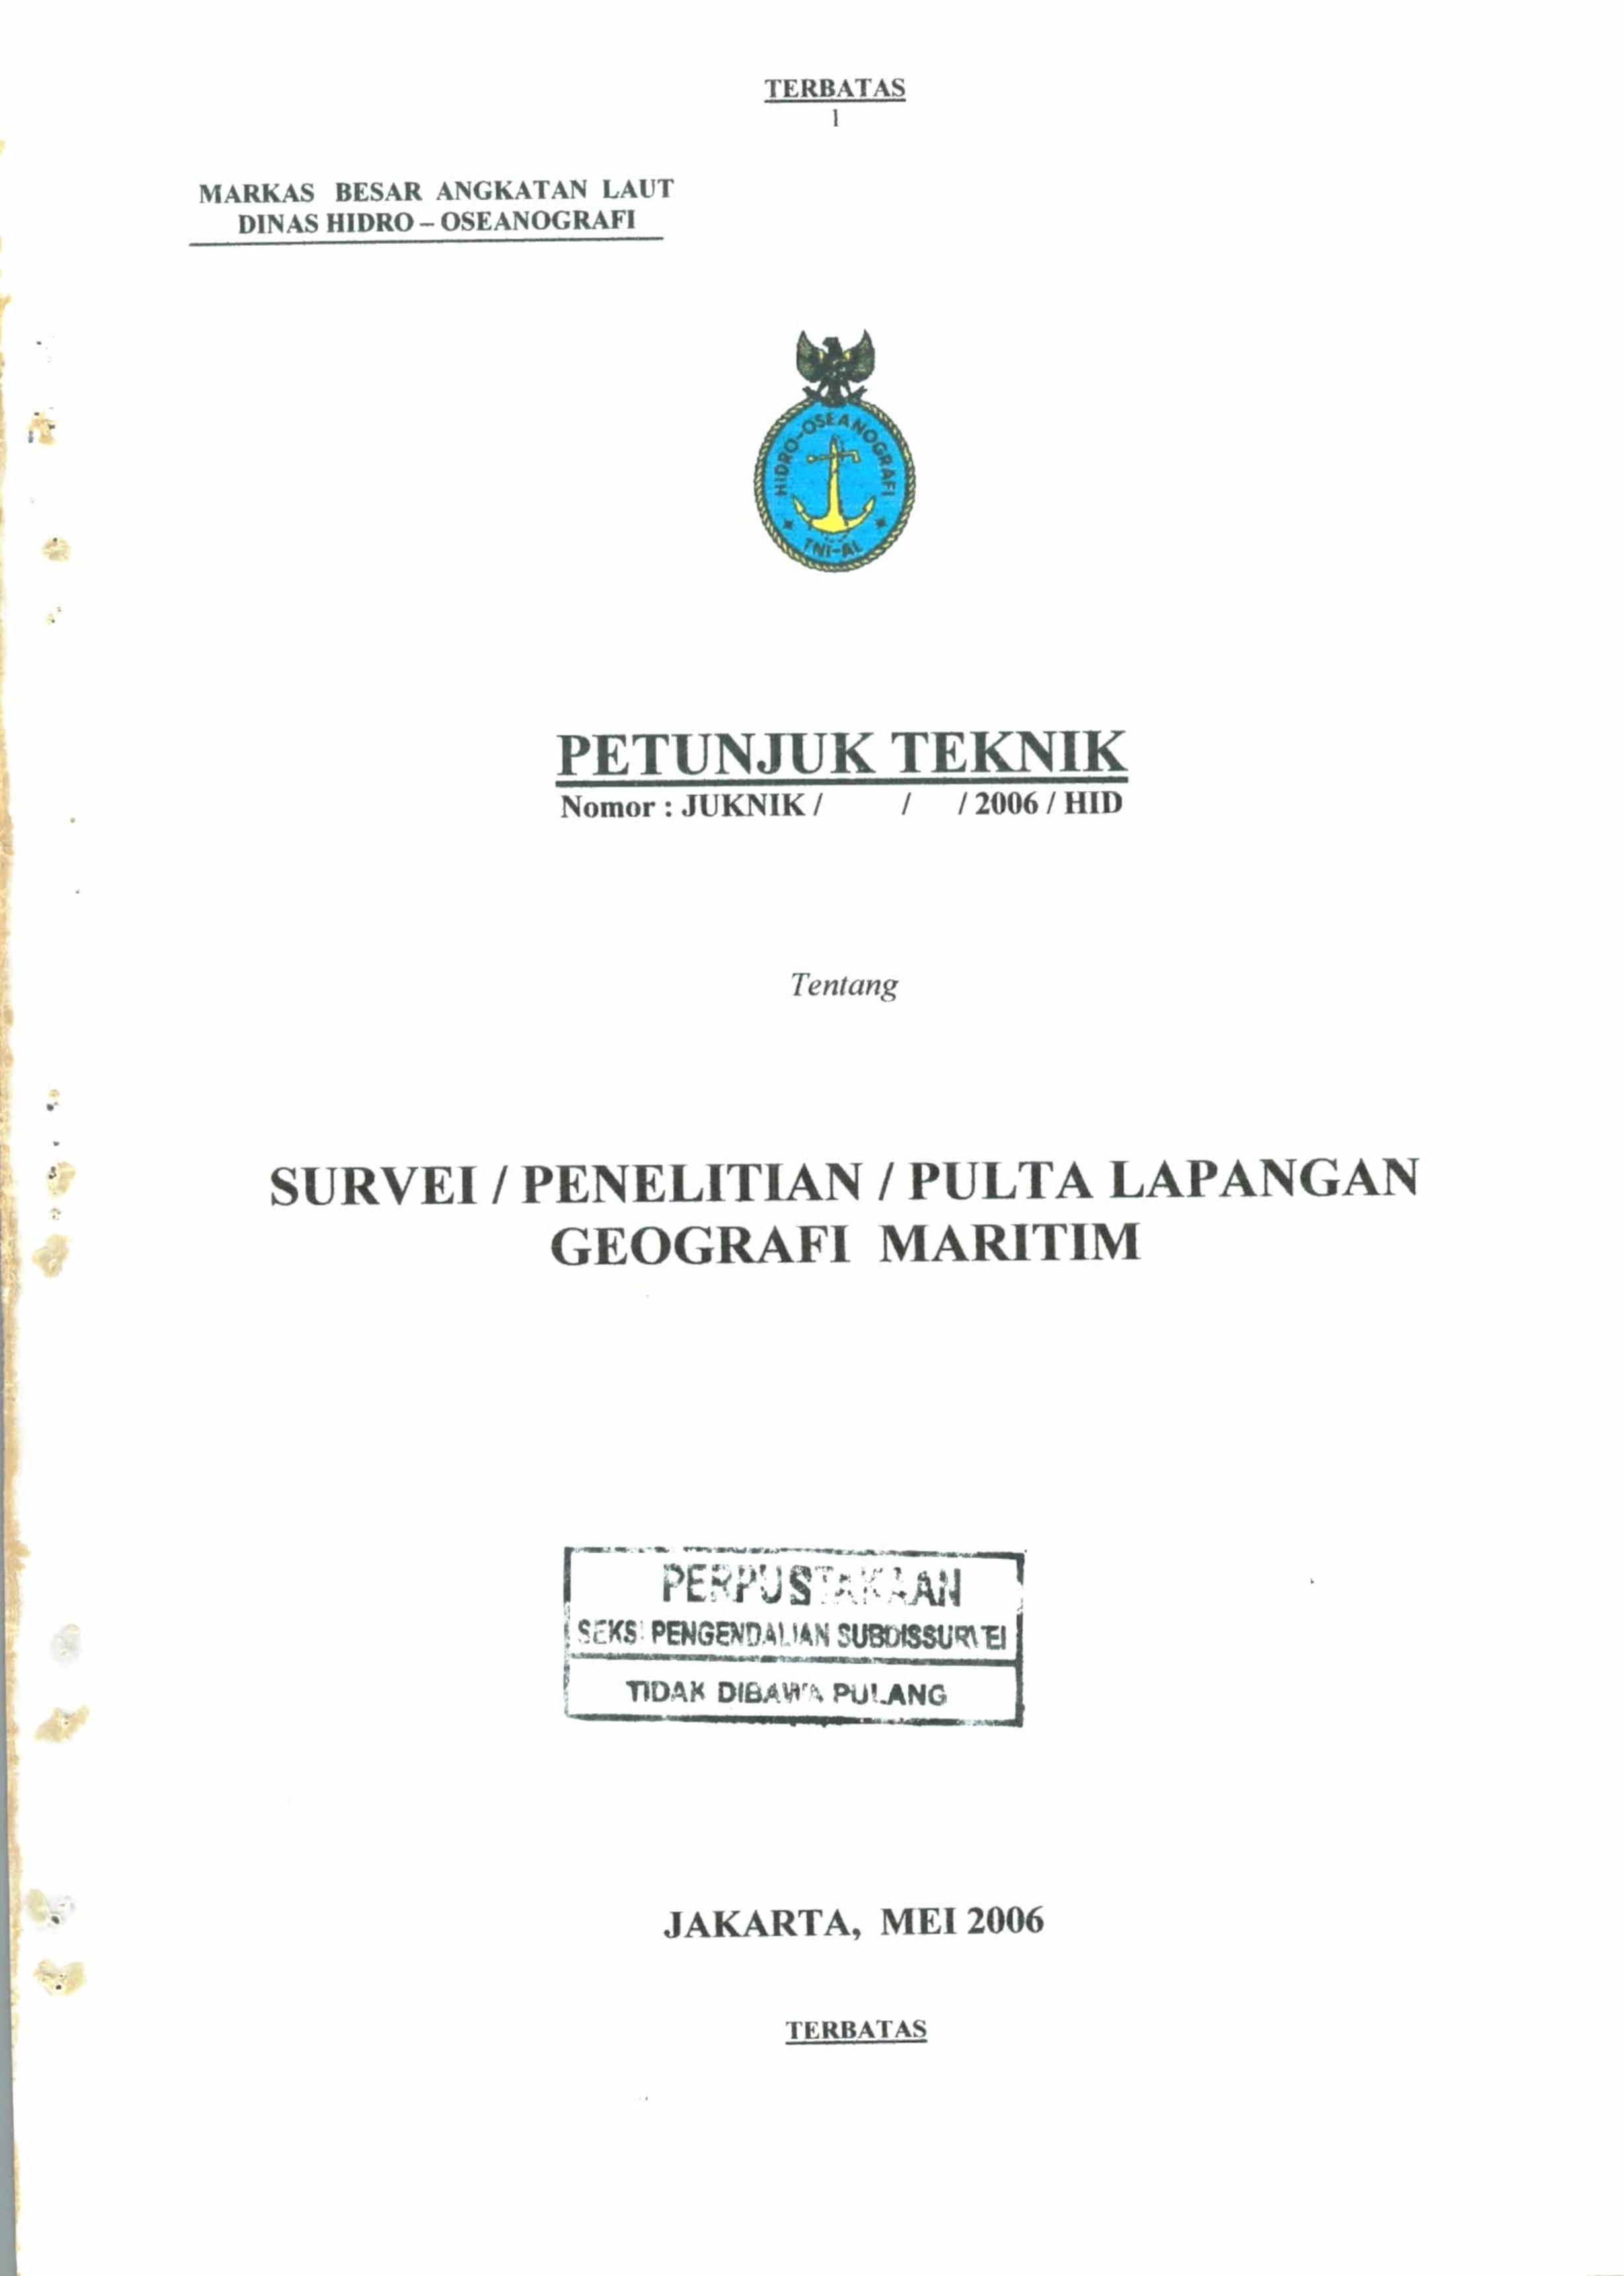 TERBATAS
1
MARKAS BESAR ANGKATAN LAUT
DINAS HIDRO – OSEANOGRAFI
HIDRO-OSEANOGRAFI
TNI-AL
PETUNJUK TEKNIK
Nomor : JUKNIK / / / 2006 / HID
Tentang
SURVEI / PENELITIAN / PULTA LAPANGAN
GEOGRAFI MARITIM
PERPUSTAKAAN
SEKSI PENGENDALIAN SUBDISSURVEI
TIDAK DIBAWA PULANG
JAKARTA, MEI 2006
TERBATAS